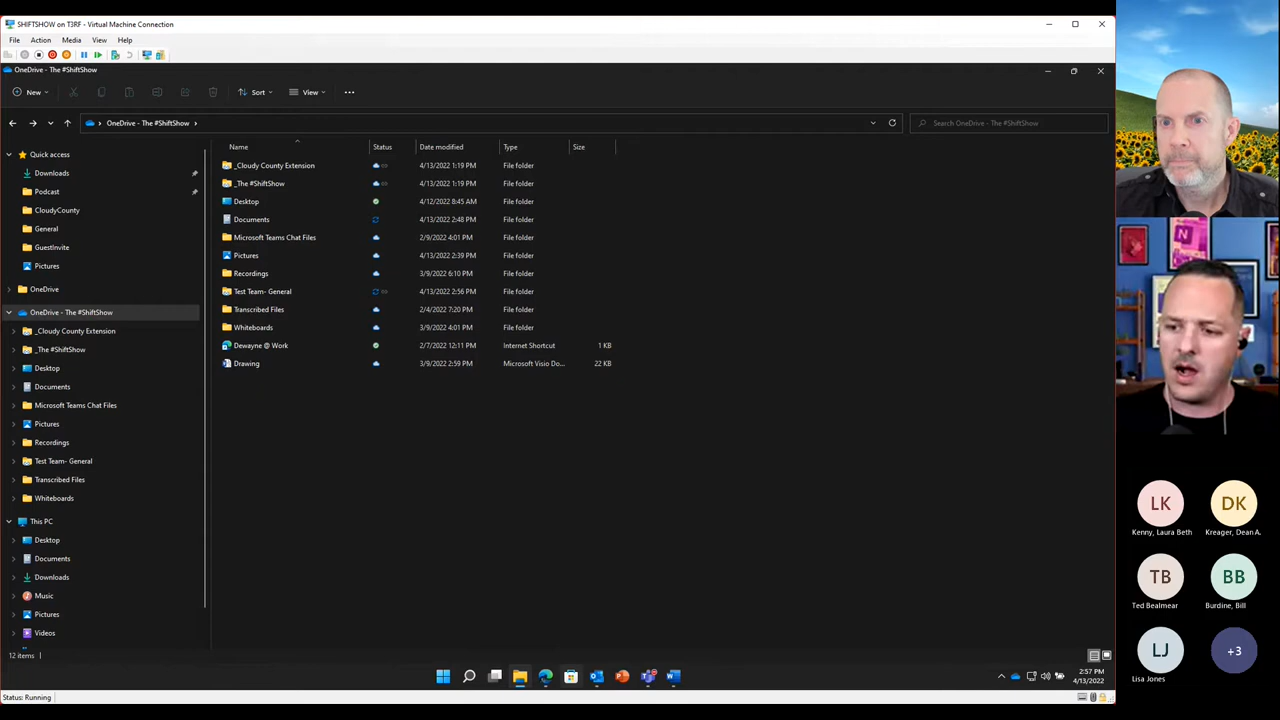 SHIFTSHOW on T3RF - Virtual Machine Connection
File Action Media View Help
OneDrive - The #ShiftShow
New Sort View
OneDrive - The #ShiftShow Search OneDrive - The #ShiftShow
Name Status Date modified Type Size
_Cloudy County Extension 4/13/2022 1:19 PM File folder
_The #ShiftShow 4/13/2022 1:19 PM File folder
Desktop 4/12/2022 8:45 AM File folder
Documents 4/13/2022 2:48 PM File folder
Microsoft Teams Chat Files 2/9/2022 4:01 PM File folder
Pictures 4/13/2022 2:39 PM File folder
Recordings 3/9/2022 6:10 PM File folder
Test Team- General 4/13/2022 2:56 PM File folder
Transcribed Files 2/4/2022 7:20 PM File folder
Whiteboards 3/9/2022 4:01 PM File folder
Dewayne @ Work 2/7/2022 12:11 PM Internet Shortcut 1 KB
Drawing 3/9/2022 2:59 PM Microsoft Visio Do... 22 KB
Quick access
Downloads
Podcast
CloudyCounty
General
GuestInvite
Pictures
OneDrive
OneDrive - The #ShiftShow
_Cloudy County Extension
_The #ShiftShow
Desktop
Documents
Microsoft Teams Chat Files
Pictures
Recordings
Test Team- General
Transcribed Files
Whiteboards
This PC
Desktop
Documents
Downloads
Music
Pictures
Videos
12 items
2:57 PM
4/13/2022
Status: Running
N
LK DK
Kenny, Laura Beth Kreager, Dean A.
TB BB
Ted Bealmear Burdine, Bill
LJ +3
Lisa Jones